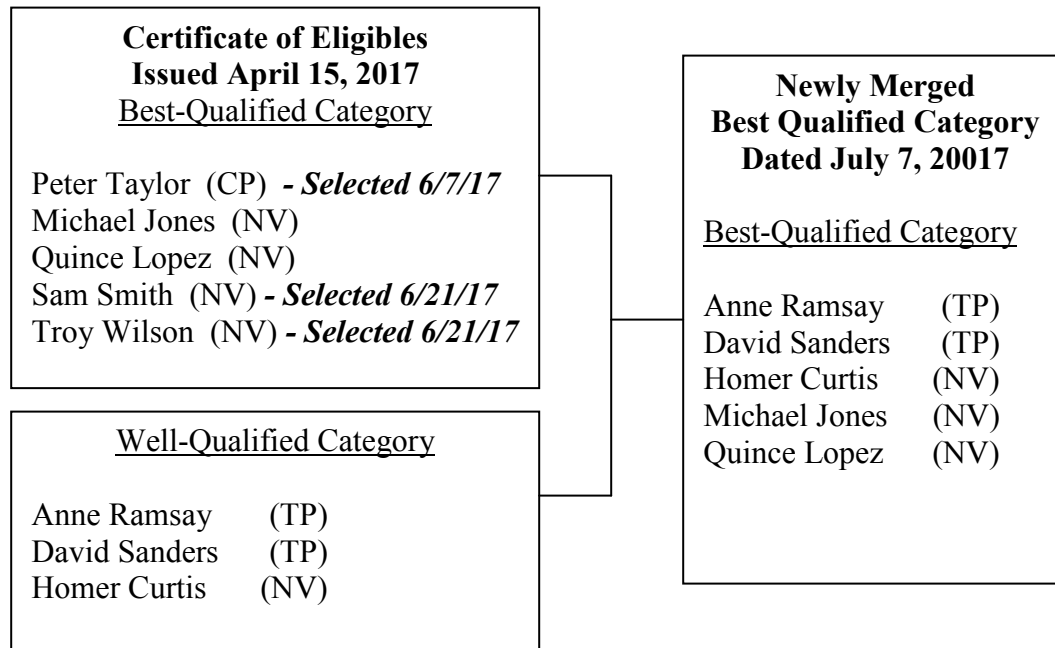 Certificate of Eligibles
Issued April 15, 2017
Best-Qualified Category
Peter Taylor (CP) - Selected 6/7/17
Michael Jones (NV)
Quince Lopez (NV)
Sam Smith (NV) - Selected 6/21/17
Troy Wilson (NV) - Selected 6/21/17
Well-Qualified Category
Anne Ramsay (TP)
David Sanders (TP)
Homer Curtis (NV)
Newly Merged
Best Qualified Category
Dated July 7, 20017
Best-Qualified Category
Anne Ramsay (TP)
David Sanders (TP)
Homer Curtis (NV)
Michael Jones (NV)
Quince Lopez (NV)